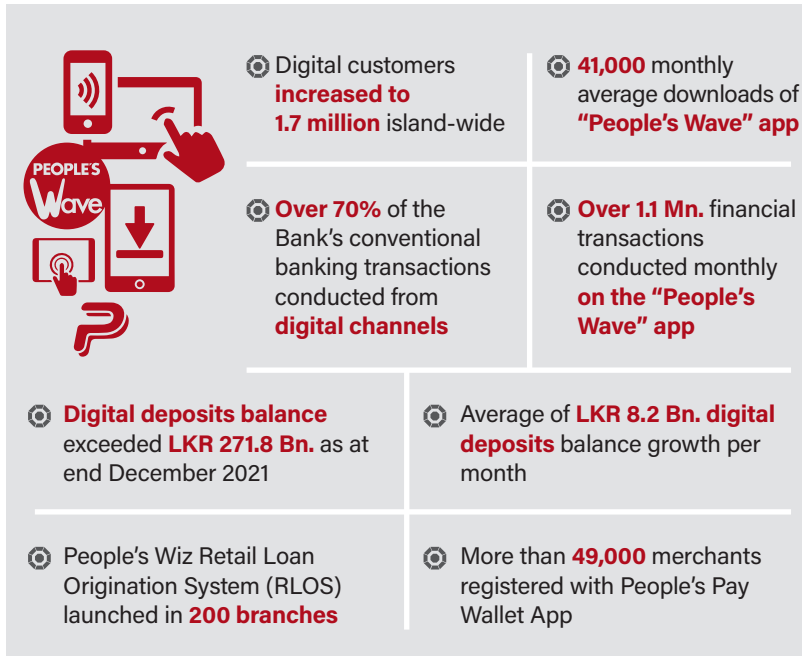 PEOPLE'S
Wave
Digital customers
increased to
1.7 million island-wide
41,000 monthly
average downloads of
“People’s Wave” app
Over 70% of the
Bank’s conventional
banking transactions
conducted from
digital channels
Over 1.1 Mn. financial
transactions
conducted monthly
on the “People’s
Wave” app
Digital deposits balance
exceeded LKR 271.8 Bn. as at
end December 2021
Average of LKR 8.2 Bn. digital
deposits balance growth per
month
People’s Wiz Retail Loan
Origination System (RLOS)
launched in 200 branches
More than 49,000 merchants
registered with People’s Pay
Wallet App